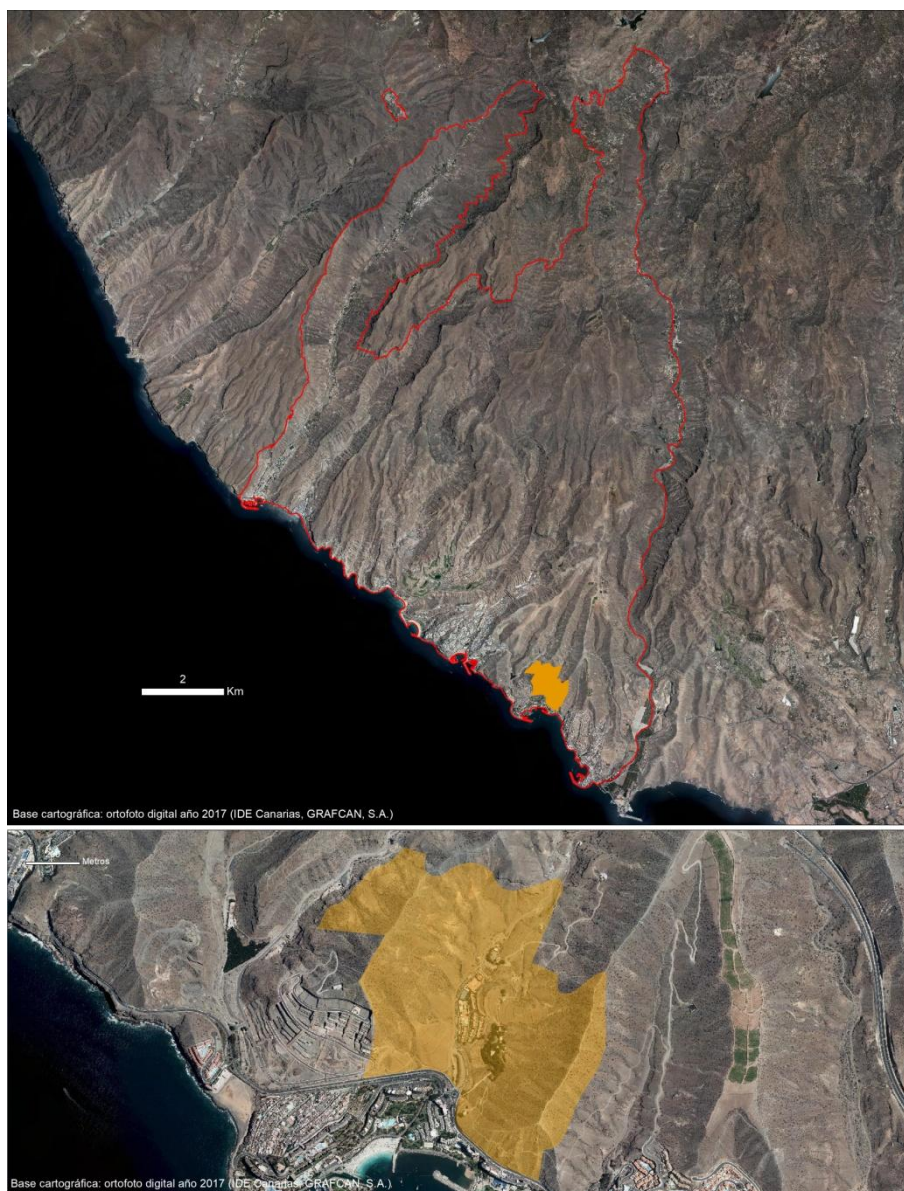 2
Km
Base cartográfica: ortofoto digital año 2017 (IDE Canarias, GRAFCAN, S.A.)
Metros
Base cartográfica: ortofoto digital año 2017 (IDE Canarias, GRAFCAN, S.A.)